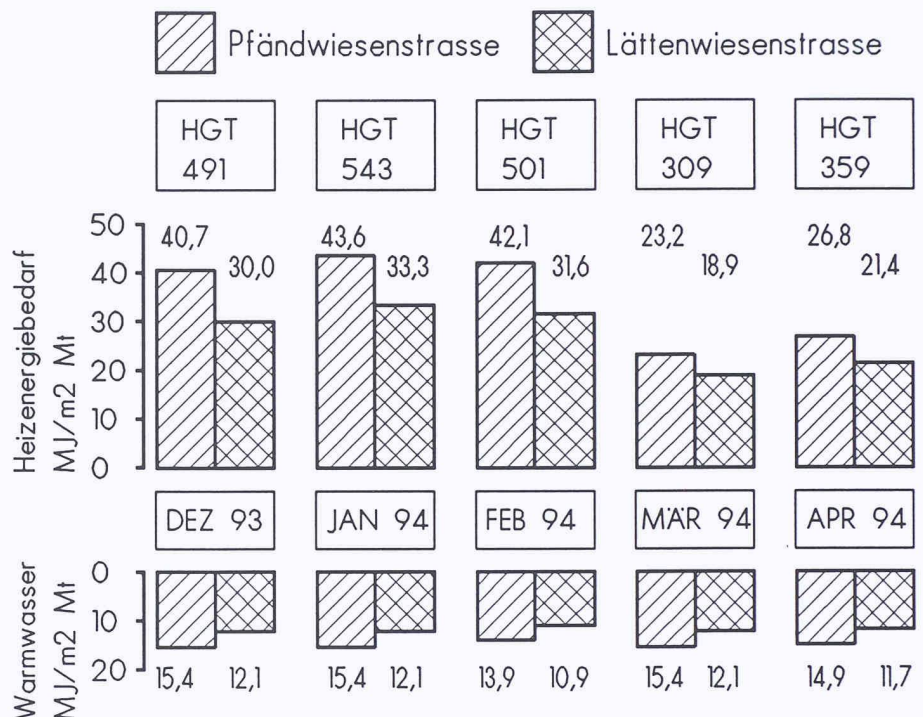 Pfändwiesenstrasse Lättenwiesenstrasse
HGT HGT HGT HGT HGT
491 543 501 309 359
Heizenergiebedarf
MJ/m2 Mt
50
40
30
20
10
0
40,7 30,0 43,6 33,3 42,1 31,6 23,2 18,9 26,8 21,4
DEZ 93 JAN 94 FEB 94 MÄR 94 APR 94
Warmwasser
MJ/m2 Mt
0
10
20
15,4 12,1 15,4 12,1 13,9 10,9 15,4 12,1 14,9 11,7